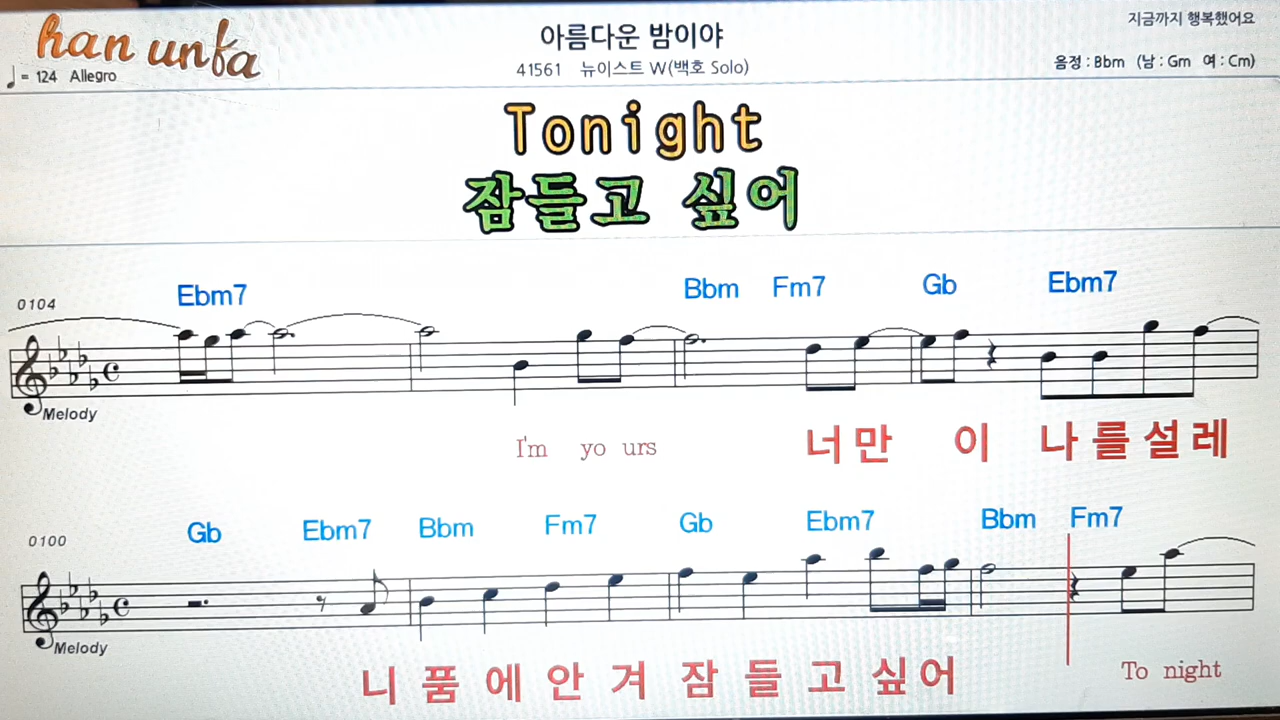 han unfa
♩= 124 Allegro
아름다운 밤이야
41561 뉴이스트 W(백호 Solo)
지금까지 행복했어요
음정 : Bbm (남 : Gm 여 : Cm)
Tonight
잠들고 싶어
0104
Ebm7 Bbm Fm7 Gb Ebm7
Melody
I'm yo urs 너만 이 나를설레
0100
Gb Ebm7 Bbm Fm7 Gb Ebm7 Bbm Fm7
Melody
니 품 에 안 겨 잠 들 고 싶어 To night